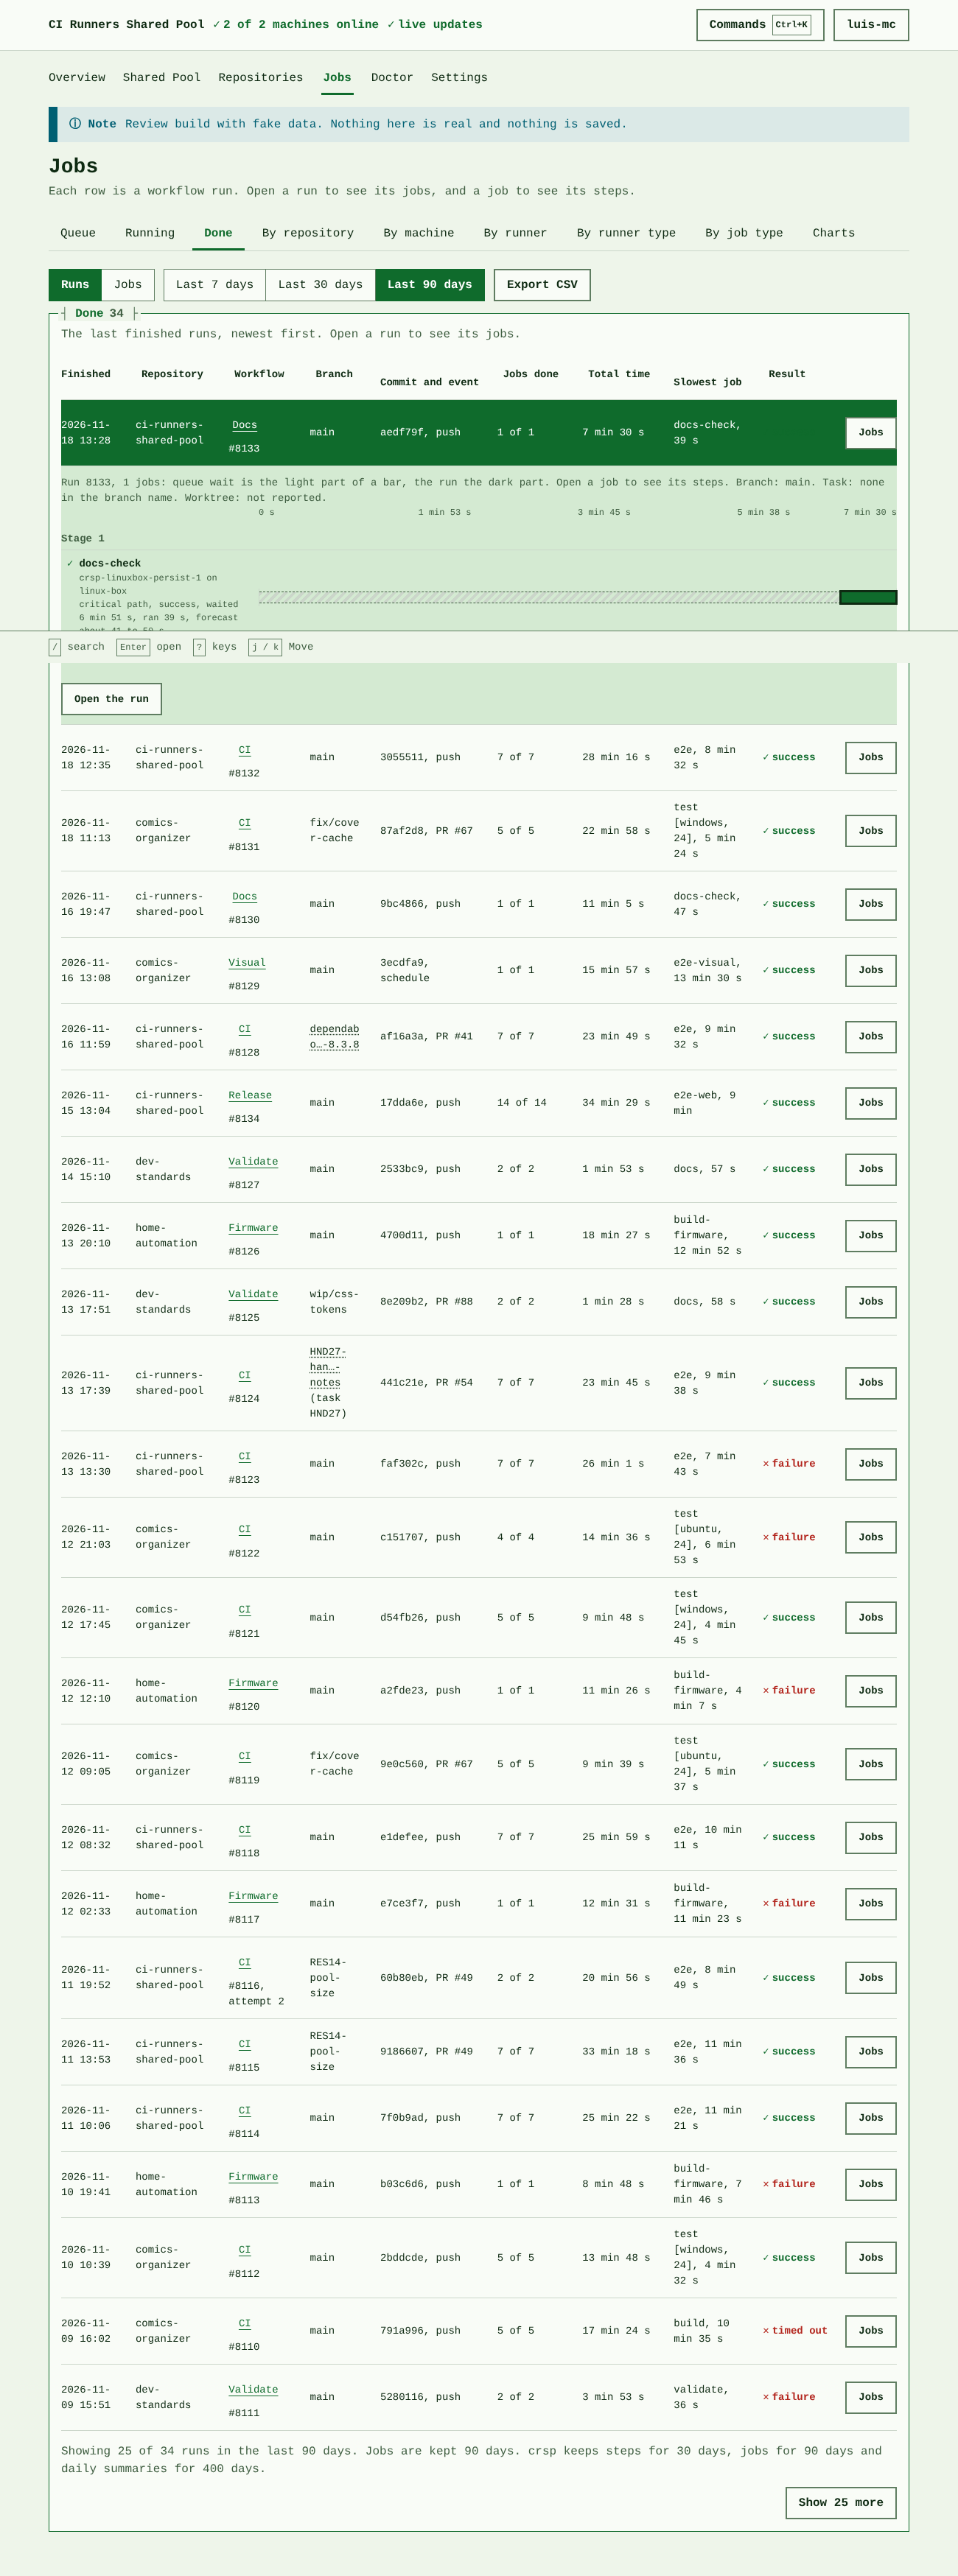 CI Runners Shared Pool ✓ 2 of 2 machines online ✓ live updates Commands Ctrl+K luis-mc
Overview Shared Pool Repositories Jobs Doctor Settings
ⓘ Note Review build with fake data. Nothing here is real and nothing is saved.
Jobs
Each row is a workflow run. Open a run to see its jobs, and a job to see its steps.
Queue Running Done By repository By machine By runner By runner type By job type Charts
Runs Jobs Last 7 days Last 30 days Last 90 days Export CSV
Done 34
The last finished runs, newest first. Open a run to see its jobs.
Finished Repository Workflow Branch Commit and event Jobs done Total time Slowest job Result
2026-11-18 13:28 ci-runners-shared-pool Docs #8133 main aedf79f, push 1 of 1 7 min 30 s docs-check, 39 s Jobs
Run 8133, 1 jobs: queue wait is the light part of a bar, the run the dark part. Open a job to see its steps. Branch: main. Task: none
in the branch name. Worktree: not reported.
0 s 1 min 53 s 3 min 45 s 5 min 38 s 7 min 30 s
Stage 1
✓ docs-check
crsp-linuxbox-persist-1 on
linux-box
critical path, success, waited
6 min 51 s, ran 39 s, forecast
/ search Enter open ? keys j / k Move
Open the run
2026-11-18 12:35 ci-runners-shared-pool CI #8132 main 3055511, push 7 of 7 28 min 16 s e2e, 8 min 32 s ✓ success Jobs
2026-11-18 11:13 comics-organizer CI #8131 fix/cover-cache 87af2d8, PR #67 5 of 5 22 min 58 s test [windows, 24], 5 min 24 s ✓ success Jobs
2026-11-16 19:47 ci-runners-shared-pool Docs #8130 main 9bc4866, push 1 of 1 11 min 5 s docs-check, 47 s ✓ success Jobs
2026-11-16 13:08 comics-organizer Visual #8129 main 3ecdfa9, schedule 1 of 1 15 min 57 s e2e-visual, 13 min 30 s ✓ success Jobs
2026-11-16 11:59 ci-runners-shared-pool CI #8128 dependabo…-8.3.8 af16a3a, PR #41 7 of 7 23 min 49 s e2e, 9 min 32 s ✓ success Jobs
2026-11-15 13:04 ci-runners-shared-pool Release #8134 main 17dda6e, push 14 of 14 34 min 29 s e2e-web, 9 min ✓ success Jobs
2026-11-14 15:10 dev-standards Validate #8127 main 2533bc9, push 2 of 2 1 min 53 s docs, 57 s ✓ success Jobs
2026-11-13 20:10 home-automation Firmware #8126 main 4700d11, push 1 of 1 18 min 27 s build-firmware, 12 min 52 s ✓ success Jobs
2026-11-13 17:51 dev-standards Validate #8125 wip/css-tokens 8e209b2, PR #88 2 of 2 1 min 28 s docs, 58 s ✓ success Jobs
2026-11-13 17:39 ci-runners-shared-pool CI #8124 HND27-han…-notes (task HND27) 441c21e, PR #54 7 of 7 23 min 45 s e2e, 9 min 38 s ✓ success Jobs
2026-11-13 13:30 ci-runners-shared-pool CI #8123 main faf302c, push 7 of 7 26 min 1 s e2e, 7 min 43 s × failure Jobs
2026-11-12 21:03 comics-organizer CI #8122 main c151707, push 4 of 4 14 min 36 s test [ubuntu, 24], 6 min 53 s × failure Jobs
2026-11-12 17:45 comics-organizer CI #8121 main d54fb26, push 5 of 5 9 min 48 s test [windows, 24], 4 min 45 s ✓ success Jobs
2026-11-12 12:10 home-automation Firmware #8120 main a2fde23, push 1 of 1 11 min 26 s build-firmware, 4 min 7 s × failure Jobs
2026-11-12 09:05 comics-organizer CI #8119 fix/cover-cache 9e0c560, PR #67 5 of 5 9 min 39 s test [ubuntu, 24], 5 min 37 s ✓ success Jobs
2026-11-12 08:32 ci-runners-shared-pool CI #8118 main e1defee, push 7 of 7 25 min 59 s e2e, 10 min 11 s ✓ success Jobs
2026-11-12 02:33 home-automation Firmware #8117 main e7ce3f7, push 1 of 1 12 min 31 s build-firmware, 11 min 23 s × failure Jobs
2026-11-11 19:52 ci-runners-shared-pool CI #8116, attempt 2 RES14-pool-size 60b80eb, PR #49 2 of 2 20 min 56 s e2e, 8 min 49 s ✓ success Jobs
2026-11-11 13:53 ci-runners-shared-pool CI #8115 RES14-pool-size 9186607, PR #49 7 of 7 33 min 18 s e2e, 11 min 36 s ✓ success Jobs
2026-11-11 10:06 ci-runners-shared-pool CI #8114 main 7f0b9ad, push 7 of 7 25 min 22 s e2e, 11 min 21 s ✓ success Jobs
2026-11-10 19:41 home-automation Firmware #8113 main b03c6d6, push 1 of 1 8 min 48 s build-firmware, 7 min 46 s × failure Jobs
2026-11-10 10:39 comics-organizer CI #8112 main 2bddcde, push 5 of 5 13 min 48 s test [windows, 24], 4 min 32 s ✓ success Jobs
2026-11-09 16:02 comics-organizer CI #8110 main 791a996, push 5 of 5 17 min 24 s build, 10 min 35 s × timed out Jobs
2026-11-09 15:51 dev-standards Validate #8111 main 5280116, push 2 of 2 3 min 53 s validate, 36 s × failure Jobs
Showing 25 of 34 runs in the last 90 days. Jobs are kept 90 days. crsp keeps steps for 30 days, jobs for 90 days and
daily summaries for 400 days.
Show 25 more